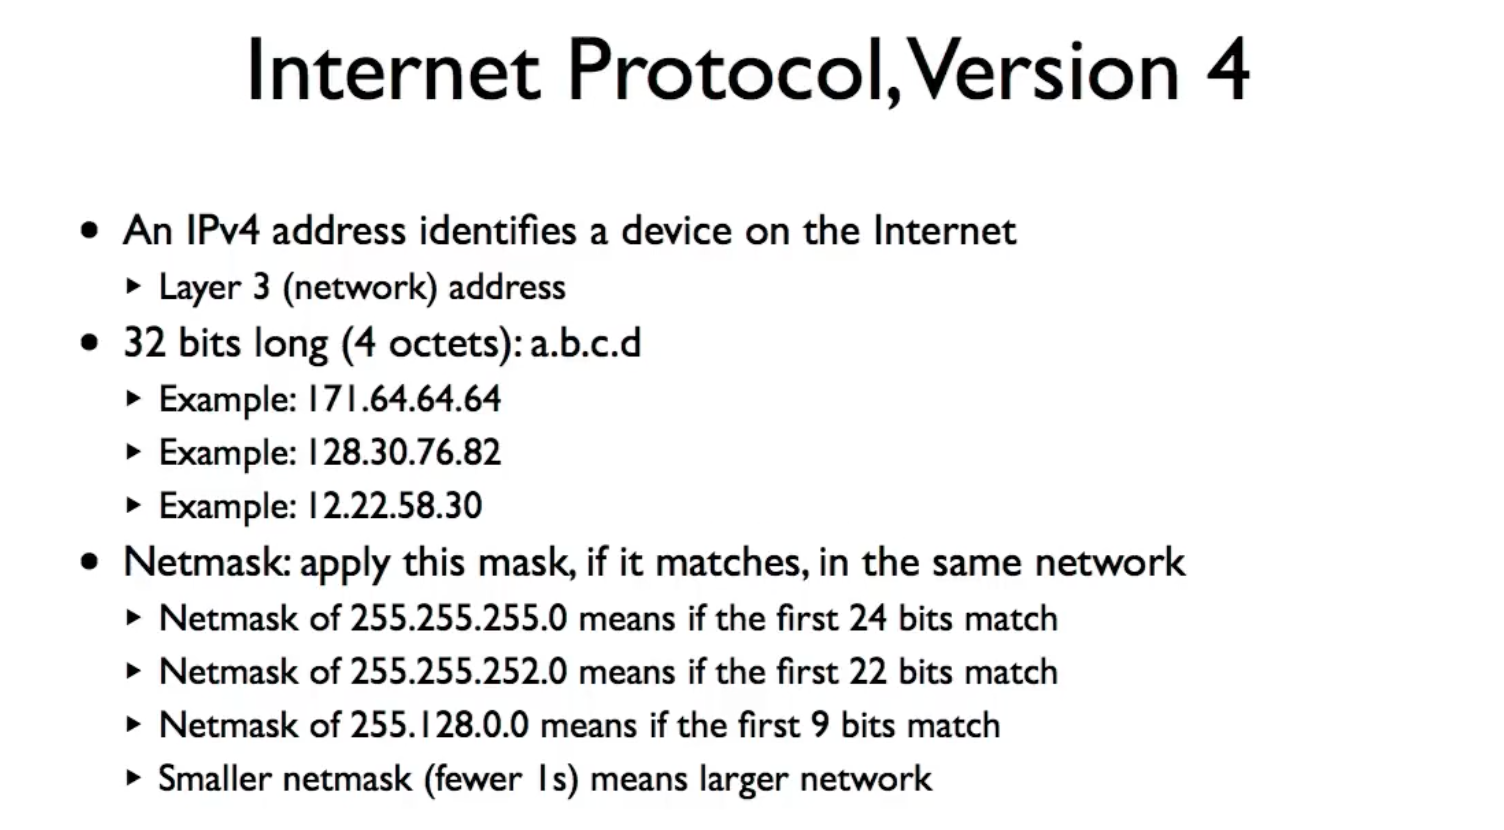 Internet Protocol, Version 4
• An IPv4 address identifies a device on the Internet
‣ Layer 3 (network) address
• 32 bits long (4 octets): a.b.c.d
‣ Example: 171.64.64.64
‣ Example: 128.30.76.82
‣ Example: 12.22.58.30
• Netmask: apply this mask, if it matches, in the same network
‣ Netmask of 255.255.255.0 means if the first 24 bits match
‣ Netmask of 255.255.252.0 means if the first 22 bits match
‣ Netmask of 255.128.0.0 means if the first 9 bits match
‣ Smaller netmask (fewer 1s) means larger network